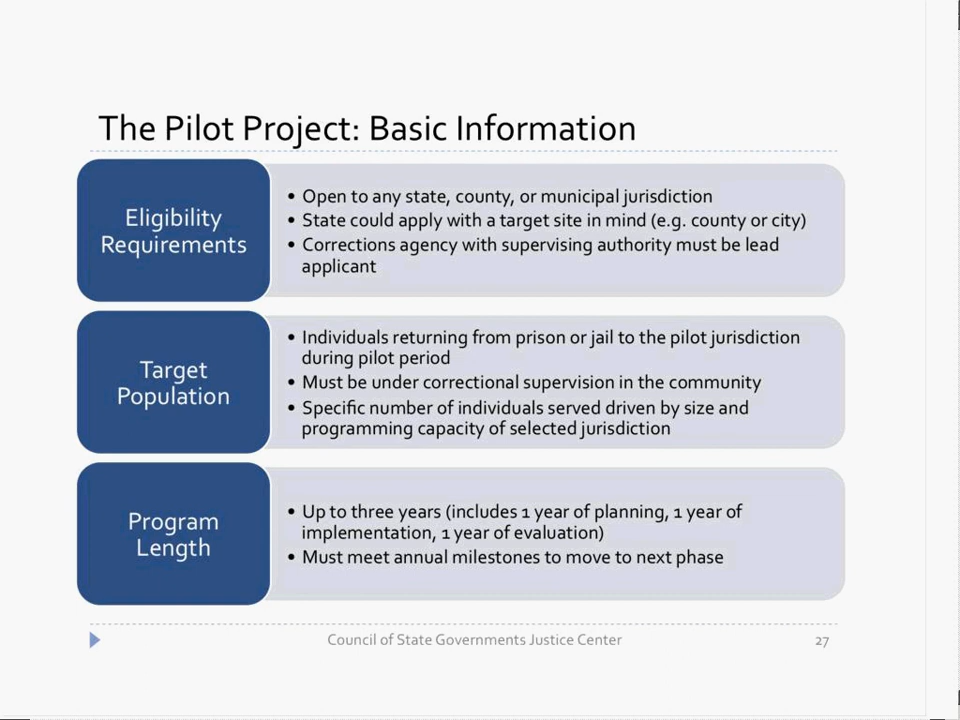 The Pilot Project: Basic Information
Eligibility
Requirements
• Open to any state, county, or municipal jurisdiction
• State could apply with a target site in mind (e.g. county or city)
• Corrections agency with supervising authority must be lead
applicant
Target
Population
• Individuals returning from prison or jail to the pilot jurisdiction
during pilot period
• Must be under correctional supervision in the community
• Specific number of individuals served driven by size and
programming capacity of selected jurisdiction
Program
Length
• Up to three years (includes 1 year of planning, 1 year of
implementation, 1 year of evaluation)
• Must meet annual milestones to move to next phase
Council of State Governments Justice Center
27